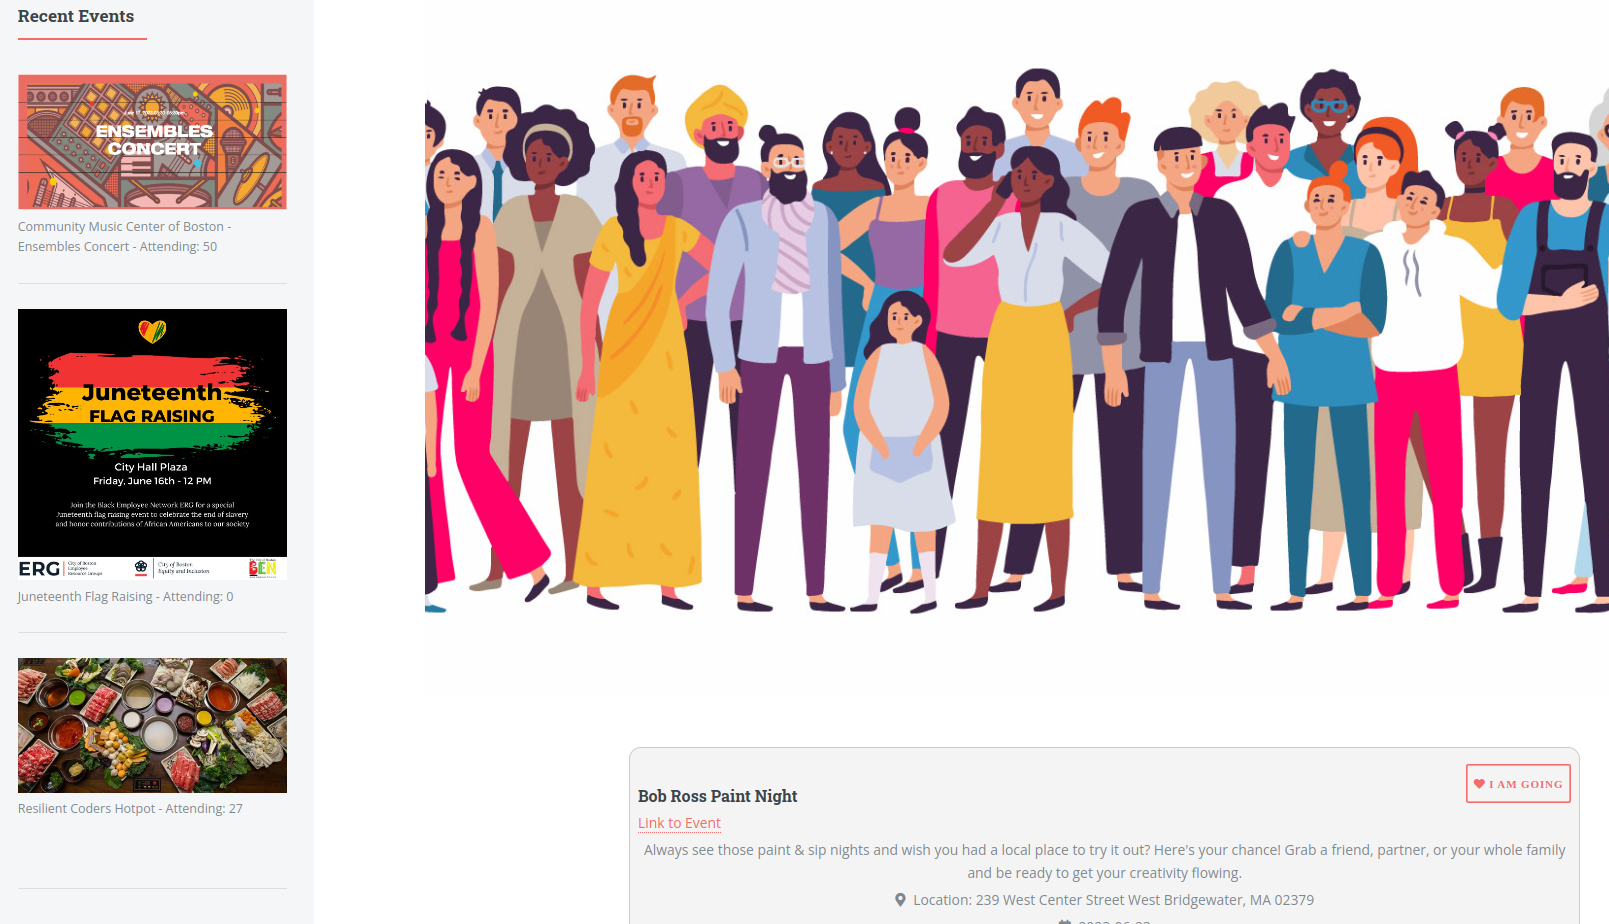 Recent Events
ENSEMBLES
CONCERT
Community Music Center of Boston -
Ensembles Concert - Attending: 50
Juneteenth
FLAG RAISING
City Hall Plaza
Friday, June 16th - 12 PM
Join the Black Employee Network ERG for a special
Juneteenth flag raising event to celebrate the end of slavery
and honor contributions of African Americans to our society
ERG
City of Boston
Employee
Resource Groups
City of Boston
Equity and Inclusion
BEN
Juneteenth Flag Raising - Attending: 0
Resilient Coders Hotpot - Attending: 27
I AM GOING
Bob Ross Paint Night
Link to Event
Always see those paint & sip nights and wish you had a local place to try it out? Here's your chance! Grab a friend, partner, or your whole family
and be ready to get your creativity flowing.
Location: 239 West Center Street West Bridgewater, MA 02379